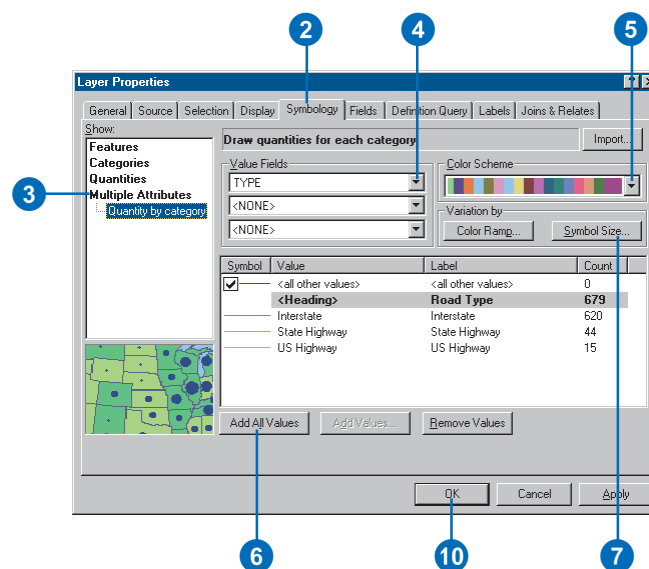 2 4 5
Layer Properties
General Source Selection Display Symbology Fields Definition Query Labels Joins & Relates
Show:
Features
Categories
Quantities
3 Multiple Attributes
Quantity by category
Draw quantities for each category
Import...
Value Fields
TYPE
<NONE>
<NONE>
Color Scheme
Variation by
Color Ramp...
Symbol Size...
Symbol Value Label Count
<all other values> <all other values> 0
<Heading> Road Type 679
Interstate Interstate 620
State Highway State Highway 44
US Highway US Highway 15
Add All Values Add Values... Remove Values
OK Cancel Apply
6 10 7